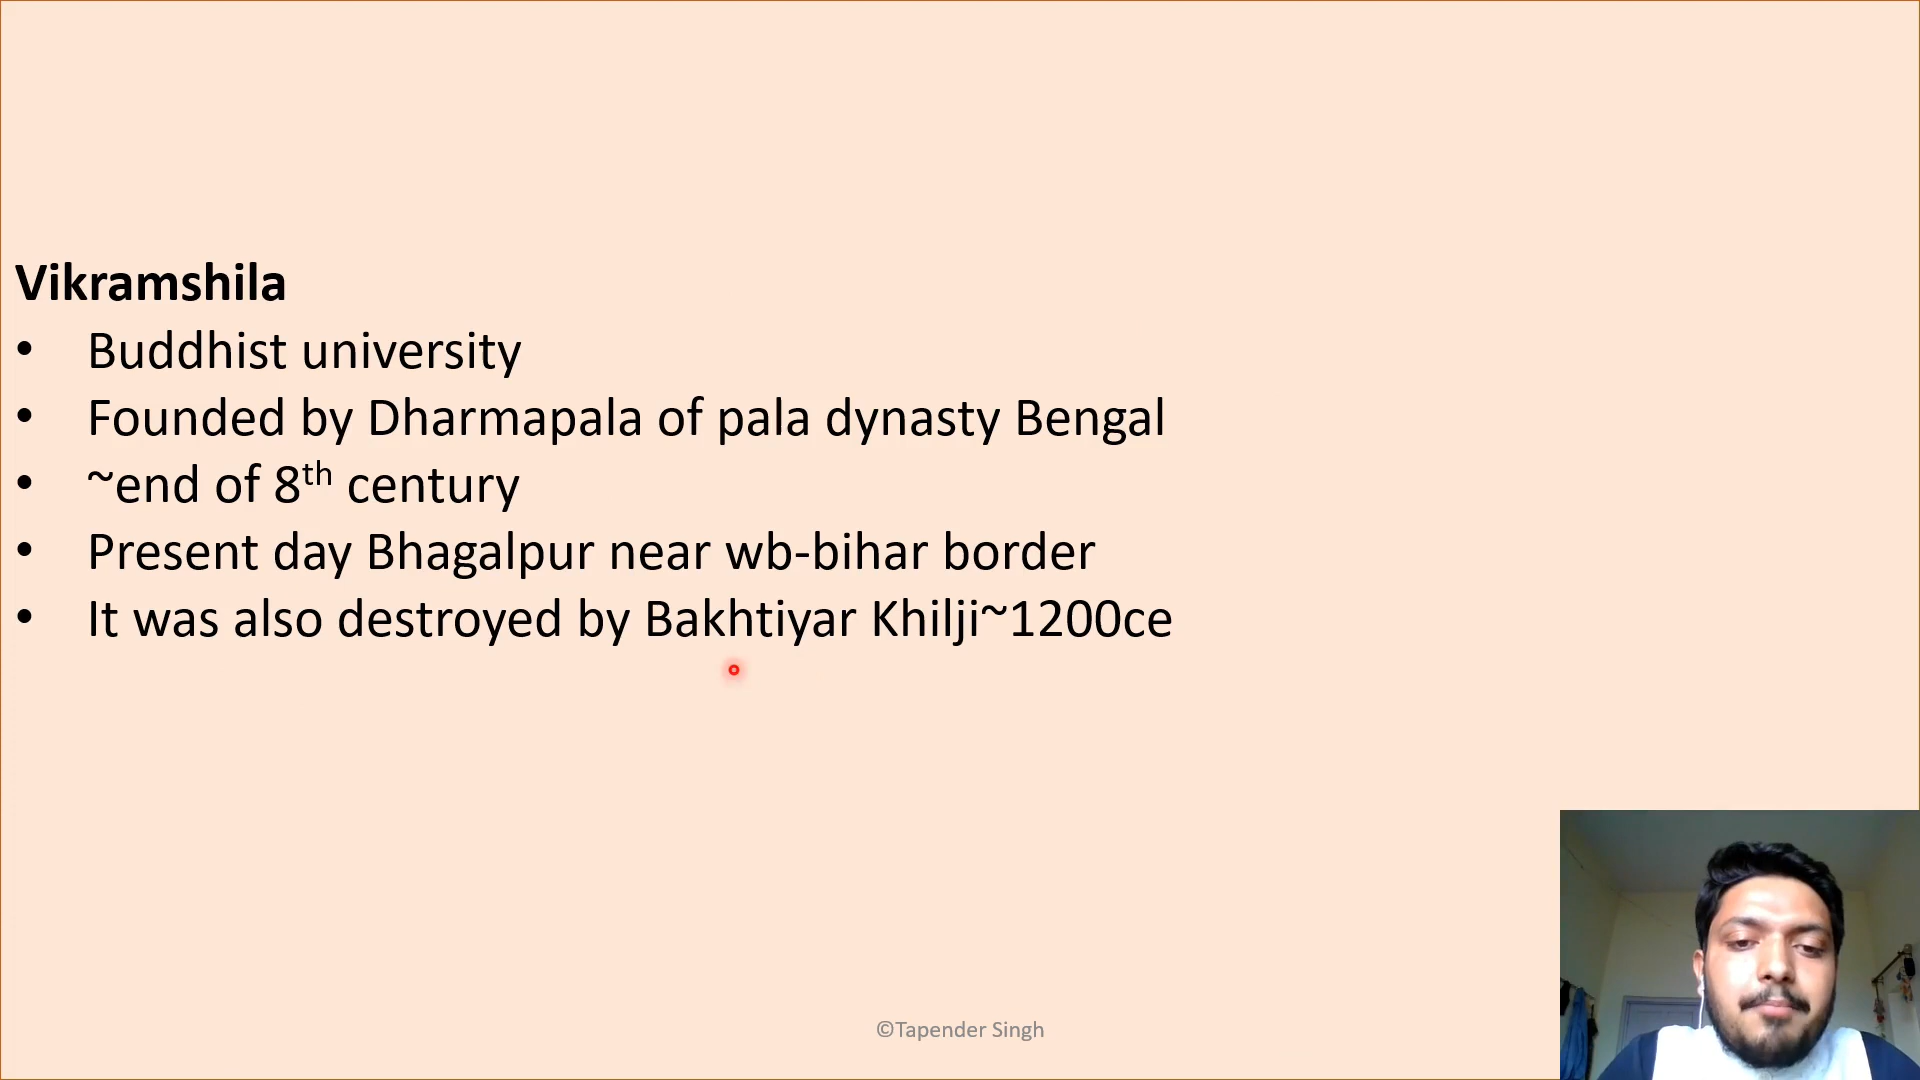 Vikramshila
• Buddhist university
• Founded by Dharmapala of pala dynasty Bengal
• ~end of 8th century
• Present day Bhagalpur near wb-bihar border
• It was also destroyed by Bakhtiyar Khilji~1200ce
©Tapender Singh